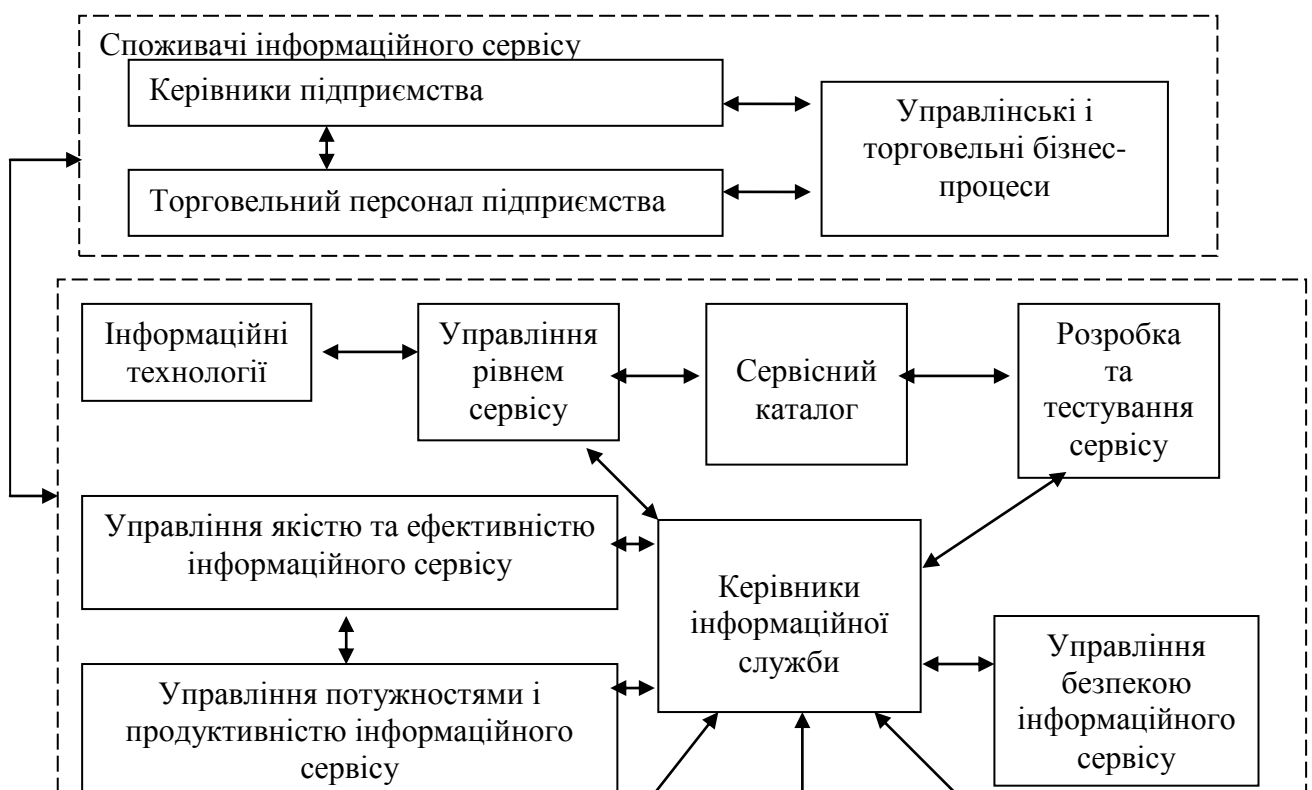 Споживачі інформаційного сервісу
Керівники підприємства
Торговельний персонал підприємства
Управлінські і
торговельні бізнес-
процеси
Інформаційні
технології
Управління
рівнем
сервісу
Сервісний
каталог
Розробка
та
тестування
сервісу
Управління якістю та ефективністю
інформаційного сервісу
Керівники
інформаційної
служби
Управління потужностями і
продуктивністю інформаційного
сервісу
Управління
безпекою
інформаційного
сервісу